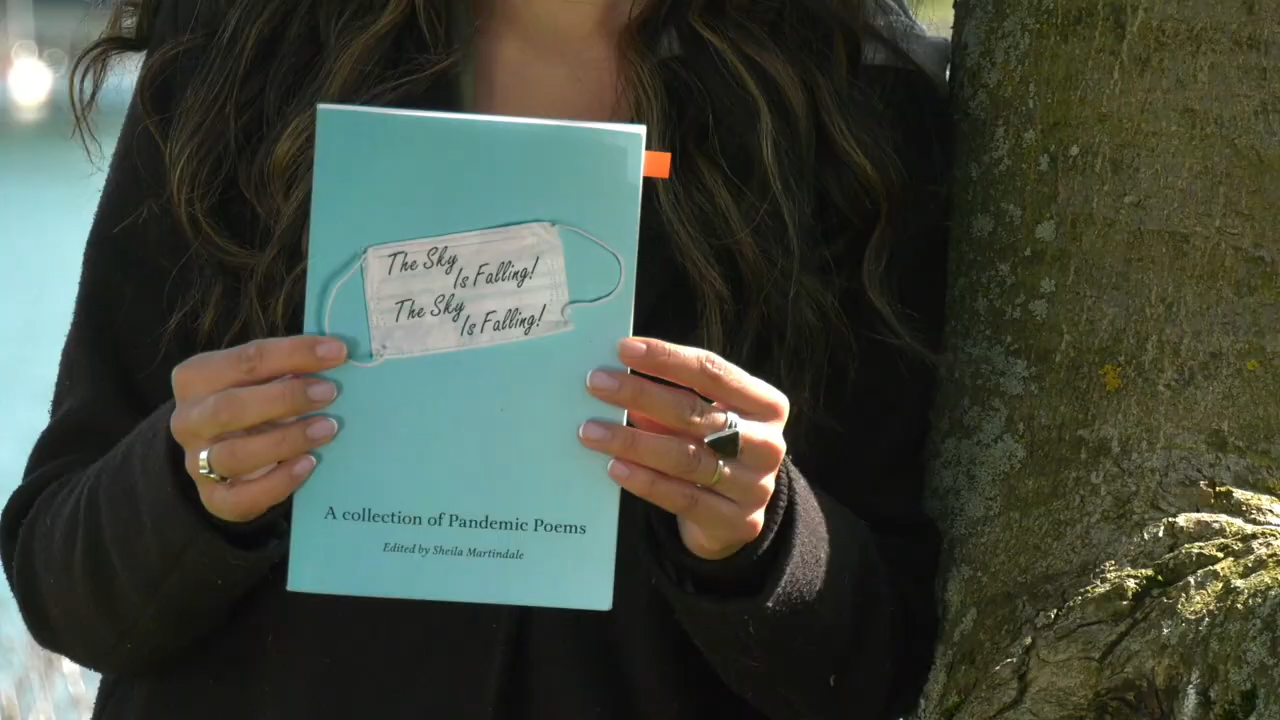 The Sky
Is Falling!
The Sky
Is Falling!
A collection of Pandemic Poems
Edited by Sheila Martindale